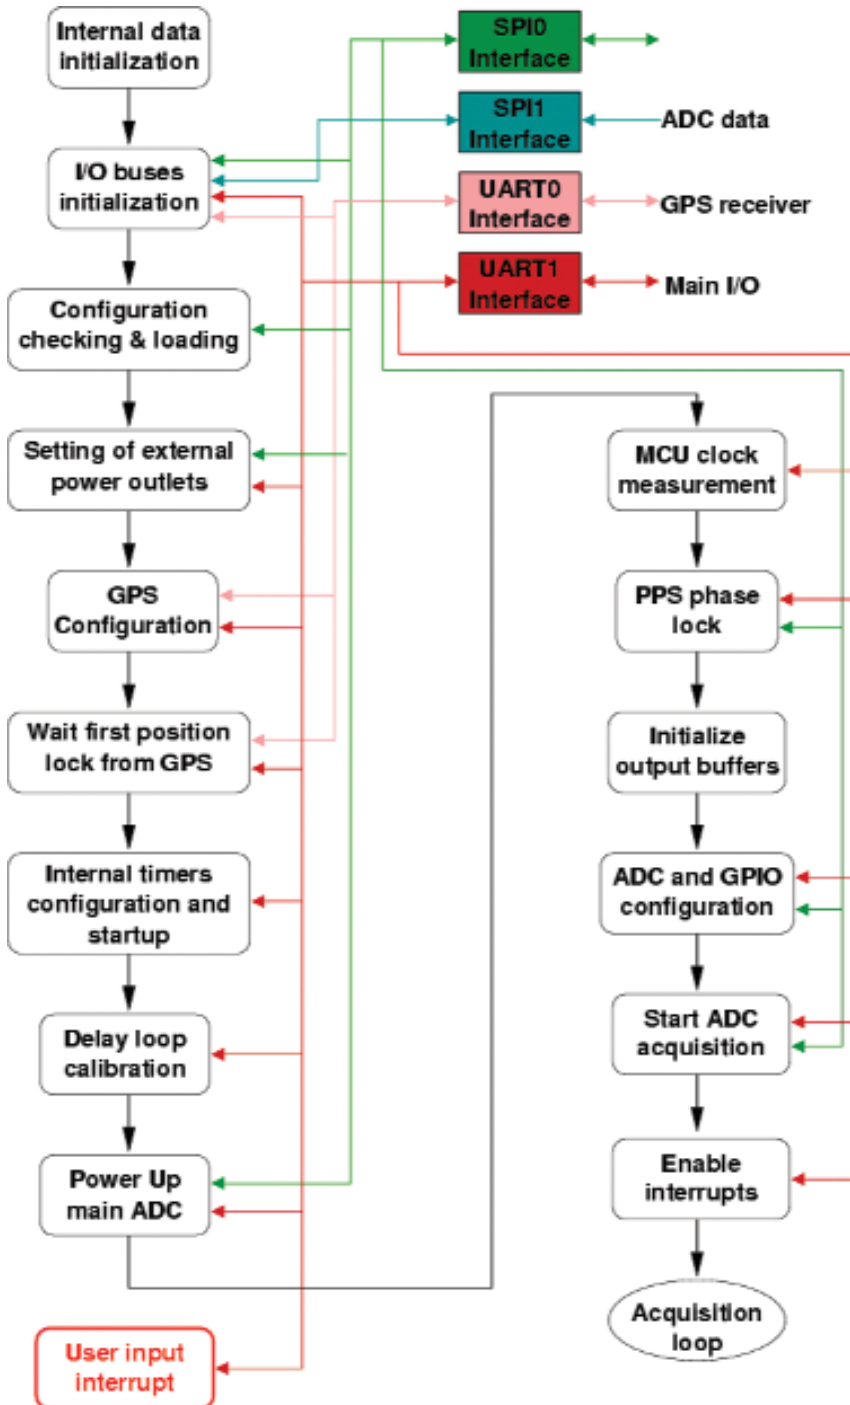 Internal data
initialization
I/O buses
initialization
Configuration
checking & loading
Setting of external
power outlets
GPS
Configuration
Wait first position
lock from GPS
Internal timers
configuration and
startup
Delay loop
calibration
Power Up
main ADC
User input
interrupt
SPI0
Interface
SPI1
Interface
ADC data
UART0
Interface
GPS receiver
UART1
Interface
Main I/O
MCU clock
measurement
PPS phase
lock
Initialize
output buffers
ADC and GPIO
configuration
Start ADC
acquisition
Enable
interrupts
Acquisition
loop